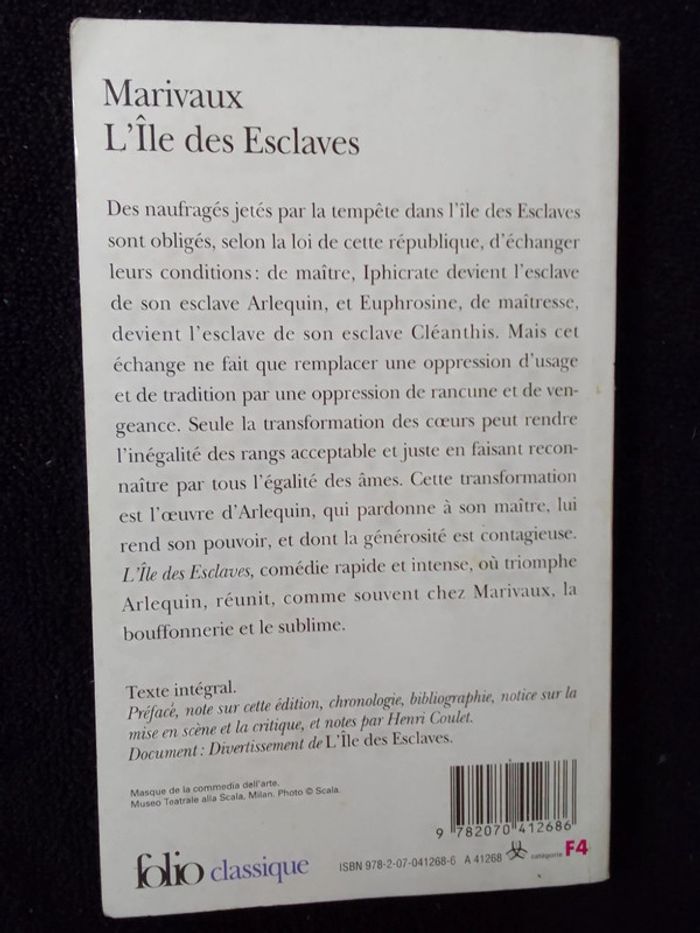 Marivaux
L'Île des Esclaves
Des naufragés jetés par la tempête dans l'île des Esclaves
sont obligés, selon la loi de cette république, d'échanger
leurs conditions : de maître, Iphicrate devient l'esclave
de son esclave Arlequin, et Euphrosine, de maîtresse,
devient l'esclave de son esclave Cléanthis. Mais cet
échange ne fait que remplacer une oppression d'usage
et de tradition par une oppression de rancune et de ven-
geance. Seule la transformation des cœurs peut rendre
l'inégalité des rangs acceptable et juste en faisant recon-
naître par tous l'égalité des âmes. Cette transformation
est l'œuvre d'Arlequin, qui pardonne à son maître, lui
rend son pouvoir, et dont la générosité est contagieuse.
L'Île des Esclaves, comédie rapide et intense, où triomphe
Arlequin, réunit, comme souvent chez Marivaux, la
bouffonnerie et le sublime.
Texte intégral.
Préface, note sur cette édition, chronologie, bibliographie, notice sur la
mise en scène et la critique, et notes par Henri Coulet.
Document : Divertissement de L'Île des Esclaves.
Masque de la commedia dell'arte.
Museo Teatrale alla Scala, Milan. Photo © Scala.
9 782070 412686
folio classique
ISBN 978-2-07-041268-6 A 41268 catégorie F4